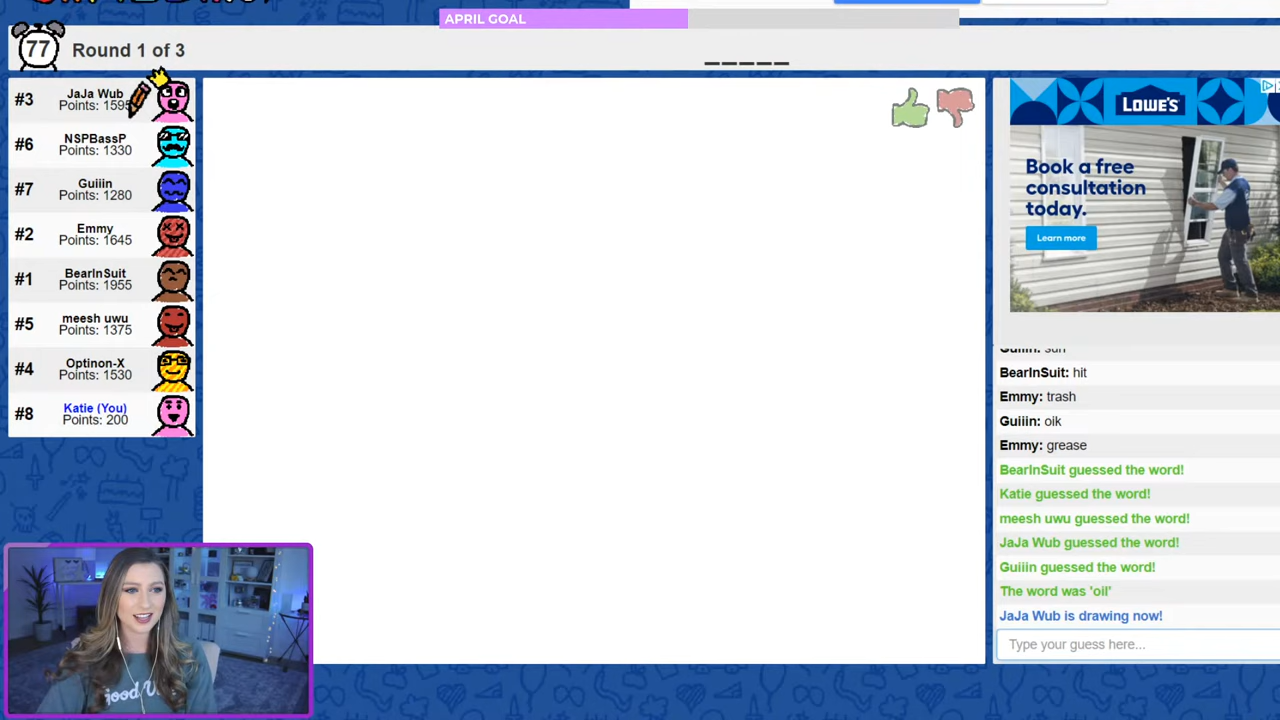 APRIL GOAL
77
Round 1 of 3
_ _ _ _ _
#3
JaJa Wub
Points: 1595
#6
NSPBassP
Points: 1330
#7
Guiiin
Points: 1280
#2
Emmy
Points: 1645
#1
BearInSuit
Points: 1955
#5
meesh uwu
Points: 1375
#4
Optinon-X
Points: 1530
#8
Katie (You)
Points: 200
LOWE'S
Book a free
consultation
today.
Learn more
Guiiin: sun
BearInSuit: hit
Emmy: trash
Guiiin: oik
Emmy: grease
BearInSuit guessed the word!
Katie guessed the word!
meesh uwu guessed the word!
JaJa Wub guessed the word!
Guiiin guessed the word!
The word was 'oil'
JaJa Wub is drawing now!
Type your guess here...